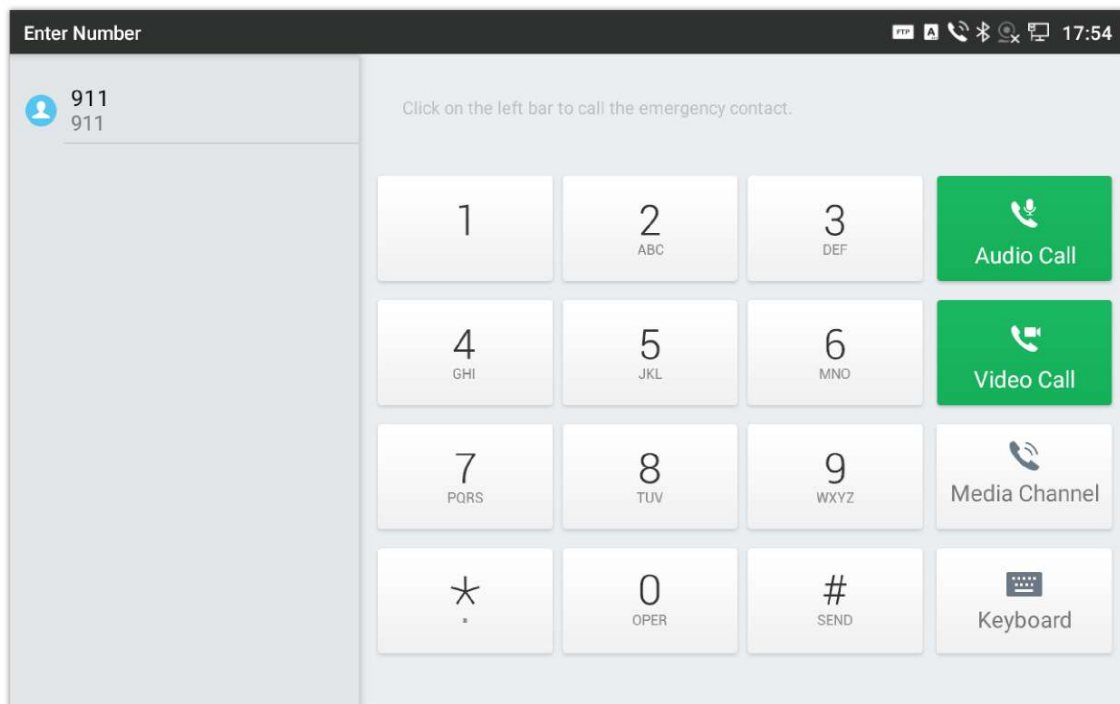 Enter Number
FTP A 17:54
911
911
Click on the left bar to call the emergency contact.
1
2
ABC
3
DEF
Audio Call
4
GHI
5
JKL
6
MNO
Video Call
7
PQRS
8
TUV
9
WXYZ
Media Channel
*
.
0
OPER
#
SEND
Keyboard